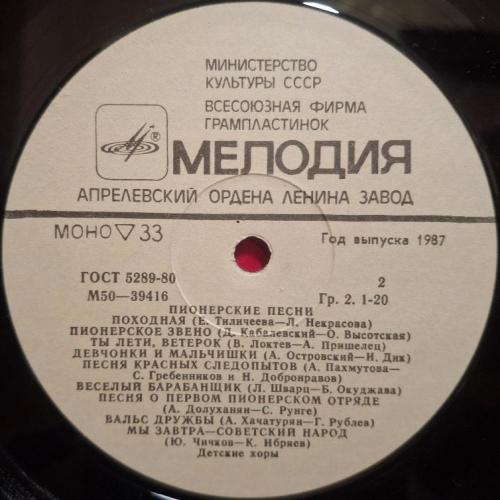 МИНИСТЕРСТВО
КУЛЬТУРЫ СССР
ВСЕСОЮЗНАЯ ФИРМА
ГРАМПЛАСТИНОК
®
МЕЛОДИЯ
АПРЕЛЕВСКИЙ ОРДЕНА ЛЕНИНА ЗАВОД
МОНО ▽ 33
Год выпуска 1987
ГОСТ 5289-80
2
М50—39416
Гр. 2. 1-20
ПИОНЕРСКИЕ ПЕСНИ
ПОХОДНАЯ (Е. Тиличеева—Л. Некрасова)
ПИОНЕРСКОЕ ЗВЕНО (Д. Кабалевский—О. Высотская)
ТЫ ЛЕТИ, ВЕТЕРОК (В. Локтев—А. Пришелец)
ДЕВЧОНКИ И МАЛЬЧИШКИ (А. Островский—И. Дик)
ПЕСНЯ КРАСНЫХ СЛЕДОПЫТОВ (А. Пахмутова—
С. Гребенников и Н. Добронравов)
ВЕСЕЛЫЙ БАРАБАНЩИК (Л. Шварц—Б. Окуджава)
ПЕСНЯ О ПЕРВОМ ПИОНЕРСКОМ ОТРЯДЕ
(А. Долуханян—С. Рунге)
ВАЛЬС ДРУЖБЫ (А. Хачатурян—Г. Рублев)
МЫ ЗАВТРА—СОВЕТСКИЙ НАРОД
(Ю. Чичков—К. Ибряев)
Детские хоры